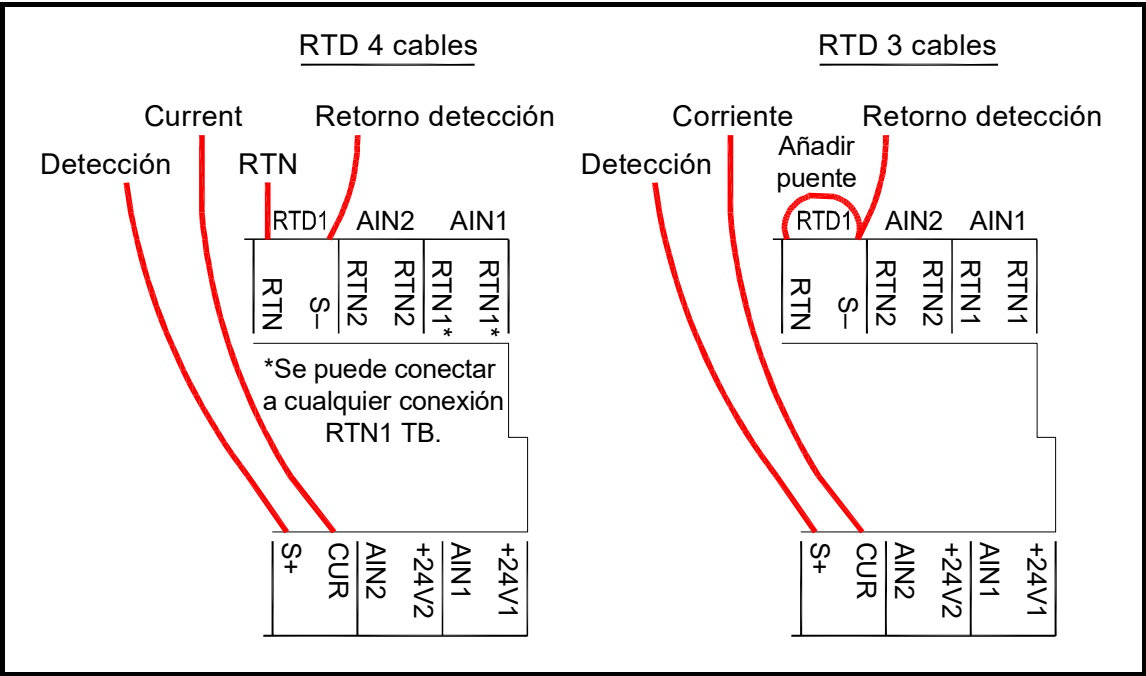 RTD 4 cables
Current
Retorno detección
Detección
RTN
RTD1
AIN2
AIN1
RTN
S–
RTN2
RTN2
RTN1*
RTN1*
*Se puede conectar
a cualquier conexión
RTN1 TB.
S+
CUR
AIN2
+24V2
AIN1
+24V1
RTD 3 cables
Corriente
Retorno detección
Detección
Añadir
puente
RTD1
AIN2
AIN1
RTN
S–
RTN2
RTN2
RTN1
RTN1
S+
CUR
AIN2
+24V2
AIN1
+24V1